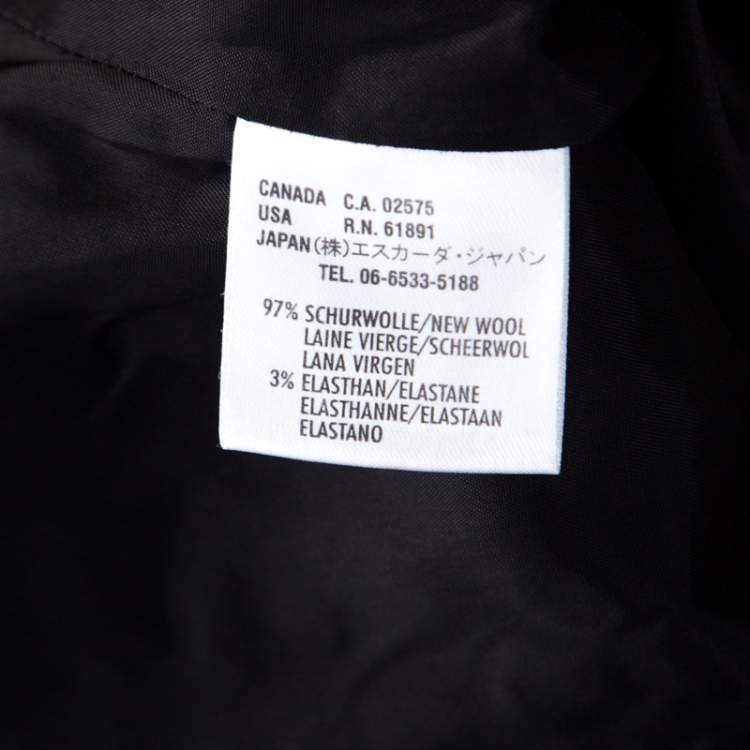 CANADA C.A. 02575
USA R.N. 61891
JAPAN (株)エスカーダ・ジャパン
TEL. 06-6533-5188
97% SCHURWOLLE/NEW WOOL
LAINE VIERGE/SCHEERWOL
LANA VIRGEN
3% ELASTHAN/ELASTANE
ELASTHANNE/ELASTAAN
ELASTANO